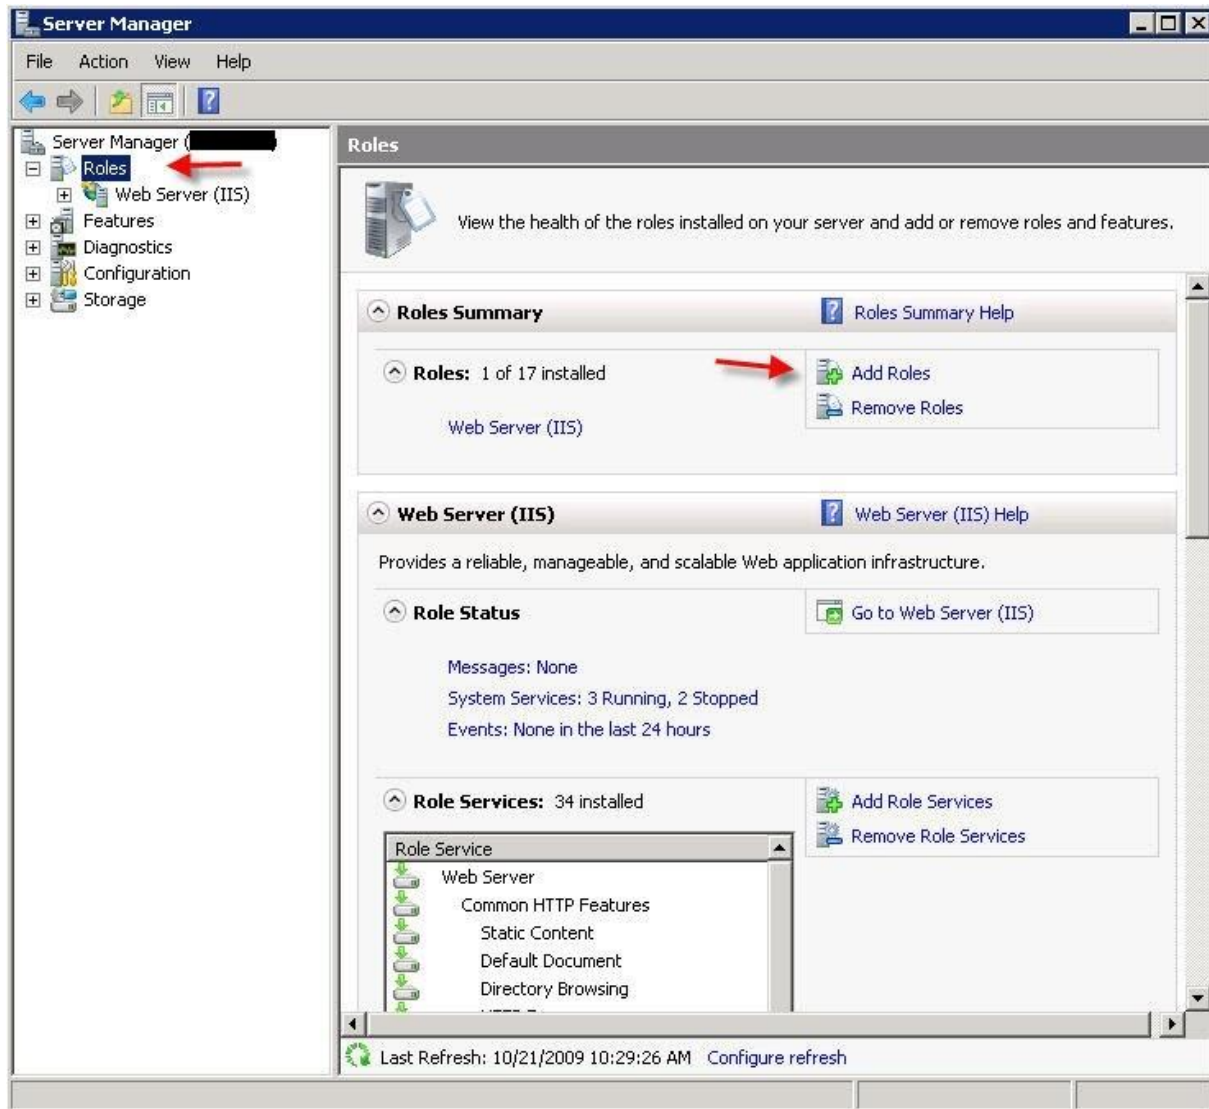 Server Manager
File Action View Help
Server Manager (
Roles
Web Server (IIS)
Features
Diagnostics
Configuration
Storage
Roles
View the health of the roles installed on your server and add or remove roles and features.
Roles Summary
Roles Summary Help
Roles: 1 of 17 installed
Add Roles
Remove Roles
Web Server (IIS)
Web Server (IIS)
Web Server (IIS) Help
Provides a reliable, manageable, and scalable Web application infrastructure.
Role Status
Go to Web Server (IIS)
Messages: None
System Services: 3 Running, 2 Stopped
Events: None in the last 24 hours
Role Services: 34 installed
Add Role Services
Remove Role Services
Role Service
Web Server
Common HTTP Features
Static Content
Default Document
Directory Browsing
Last Refresh: 10/21/2009 10:29:26 AM Configure refresh